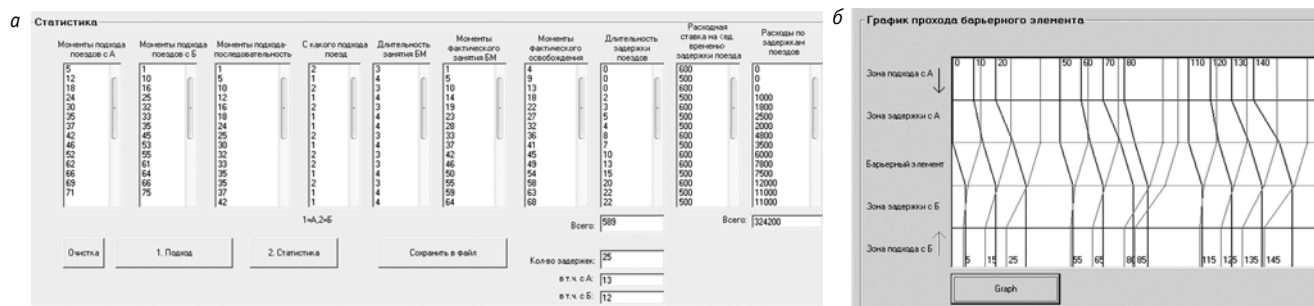 а
Статистика
Моменты подхода поездов с А
Моменты подхода поездов с Б
Моменты подхода-последовательность
С какого подхода поезд
Длительность занятия БМ
Моменты фактического занятия БМ
Моменты фактического освобождения
Длительность задержки поездов
Расходная ставка на ед. времени задержки поезда
Расходы по задержкам поездов
5 1 1 2 3 1 4 0 600 0
12 10 5 1 4 5 9 0 500 0
18 16 10 2 3 10 13 0 600 0
24 25 12 1 4 14 18 2 500 1000
30 32 16 2 3 19 22 3 600 1800
35 33 18 1 4 23 27 5 500 2500
37 35 24 1 4 28 32 4 500 2000
42 45 25 2 3 33 36 8 600 4800
46 53 30 1 4 37 41 7 500 3500
52 55 32 2 3 42 45 10 600 6000
62 61 33 2 3 46 49 13 600 7800
66 64 35 1 4 50 54 15 500 7500
69 66 35 2 3 55 58 20 600 12000
71 75 37 1 4 59 63 22 500 11000
42 1 4 64 68 22 500 11000
1=А,2=Б
Всего: 589
Всего: 324200
Очистка
1. Подход
2. Статистика
Сохранить в файл
Кол-во задержек: 25
в т.ч. с А: 13
в т.ч. с Б: 12
б
График прохода барьерного элемента
0 10 20 50 60 70 80 110 120 130 140
Зона подхода с А
Зона задержки с А
Барьерный элемент
Зона задержки с Б
Зона подхода с Б
5 15 25 55 65 80 85 115 125 135 145
Graph